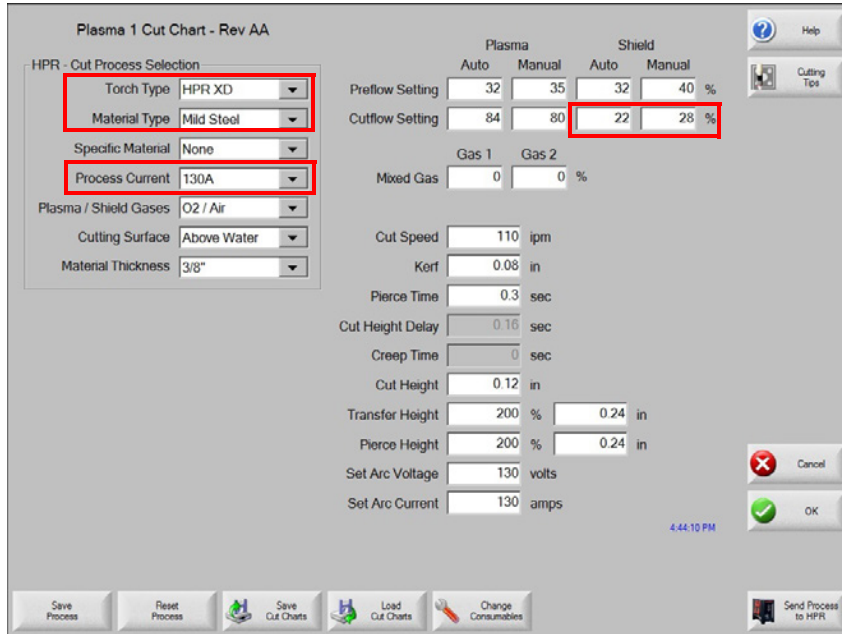 Plasma 1 Cut Chart - Rev AA
HPR - Cut Process Selection
Torch Type HPR XD
Material Type Mild Steel
Specific Material None
Process Current 130A
Plasma / Shield Gases O2 / Air
Cutting Surface Above Water
Material Thickness 3/8"
Plasma Shield
Auto Manual Auto Manual
Preflow Setting 32 35 32 40 %
Cutflow Setting 84 80 22 28 %
Gas 1 Gas 2
Mixed Gas 0 0 %
Cut Speed 110 ipm
Kerf 0.08 in
Pierce Time 0.3 sec
Cut Height Delay 0.16 sec
Creep Time 0 sec
Cut Height 0.12 in
Transfer Height 200 % 0.24 in
Pierce Height 200 % 0.24 in
Set Arc Voltage 130 volts
Set Arc Current 130 amps
4:44:10 PM
Help
Cutting
Tips
Cancel
OK
Save
Process
Reset
Process
Save
Cut Charts
Load
Cut Charts
Change
Consumables
Send Process
to HPR